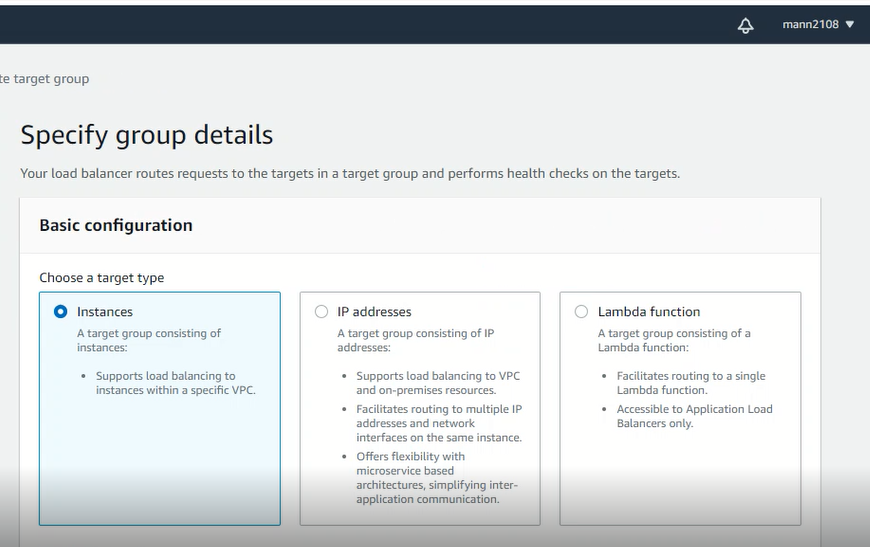 mann2108
te target group
Specify group details
Your load balancer routes requests to the targets in a target group and performs health checks on the targets.
Basic configuration
Choose a target type
Instances
A target group consisting of
instances:
• Supports load balancing to
instances within a specific VPC.
IP addresses
A target group consisting of IP
addresses:
• Supports load balancing to VPC
and on-premises resources.
• Facilitates routing to multiple IP
addresses and network
interfaces on the same instance.
• Offers flexibility with
microservice based
architectures, simplifying inter-
application communication.
Lambda function
A target group consisting of a
Lambda function:
• Facilitates routing to a single
Lambda function.
• Accessible to Application Load
Balancers only.